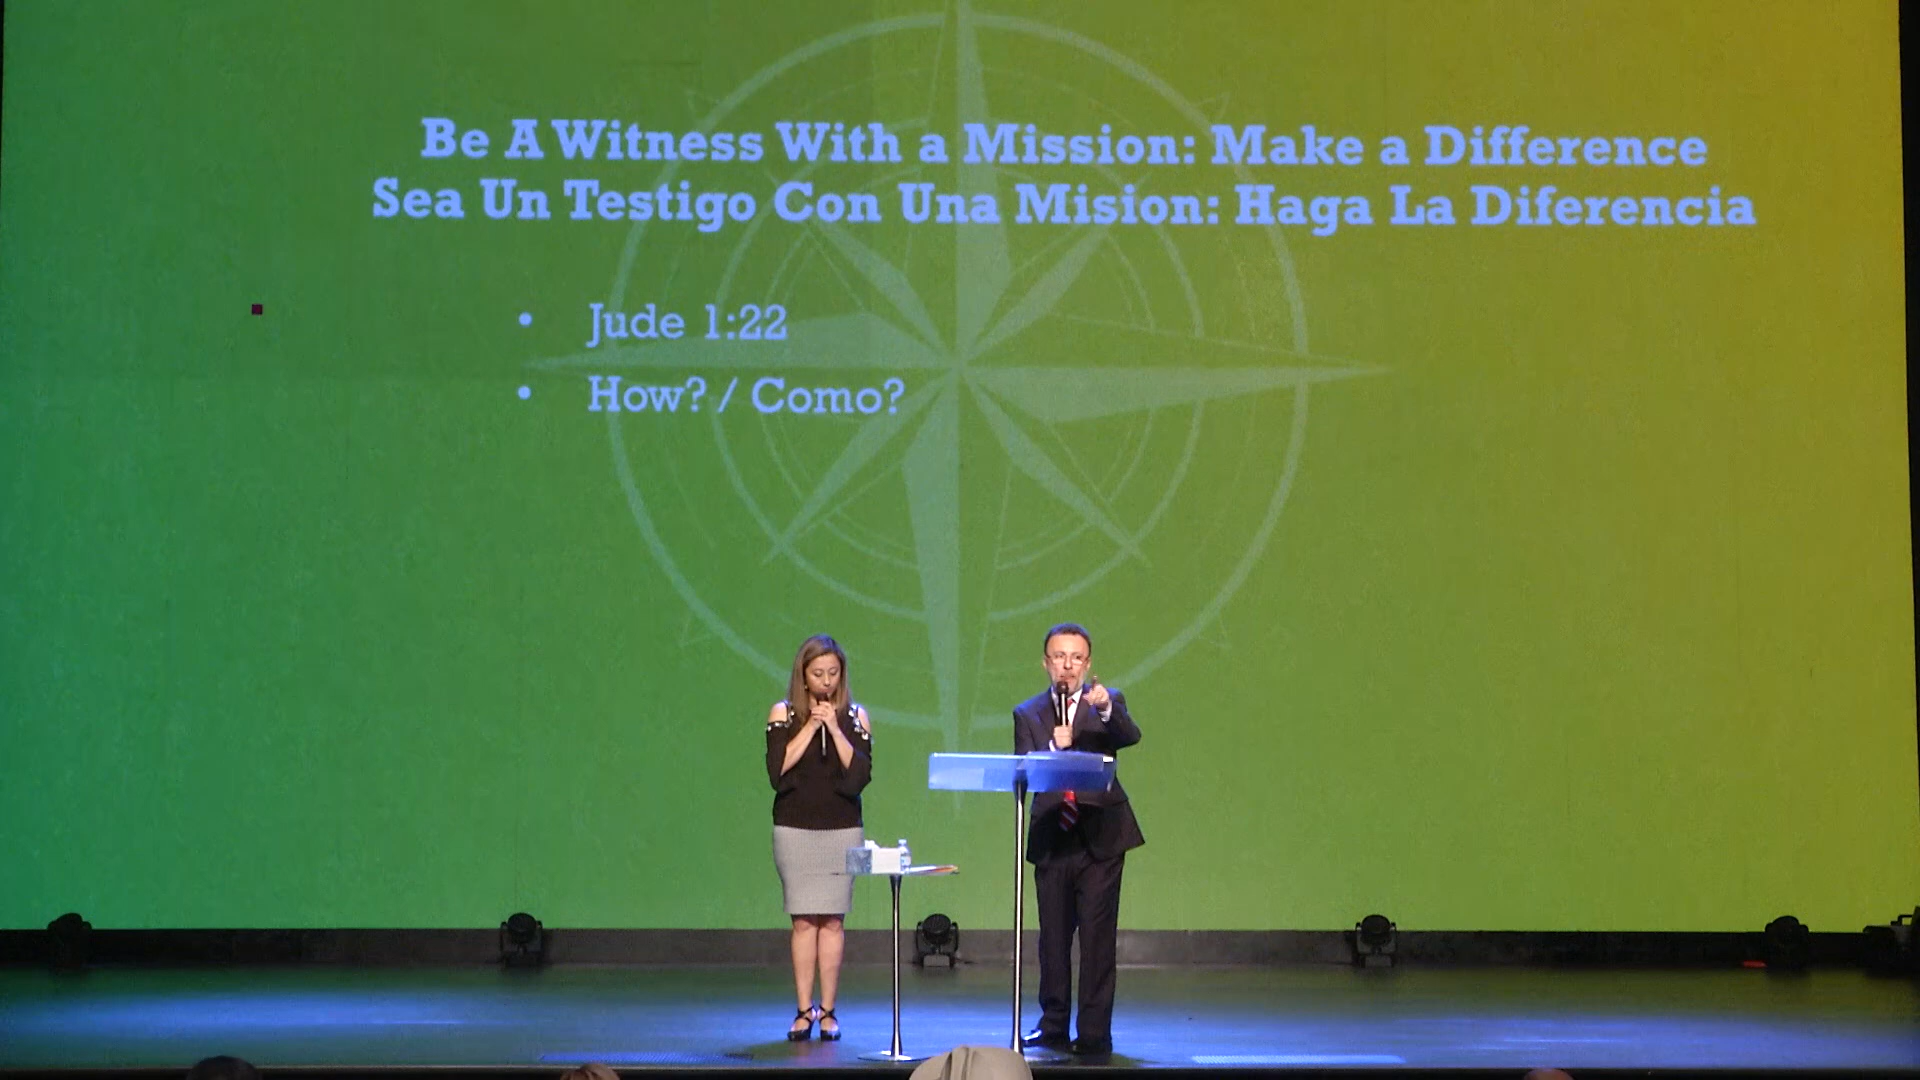 Be A Witness With a Mission: Make a Difference
Sea Un Testigo Con Una Mision: Haga La Diferencia
• Jude 1:22
• How? / Como?